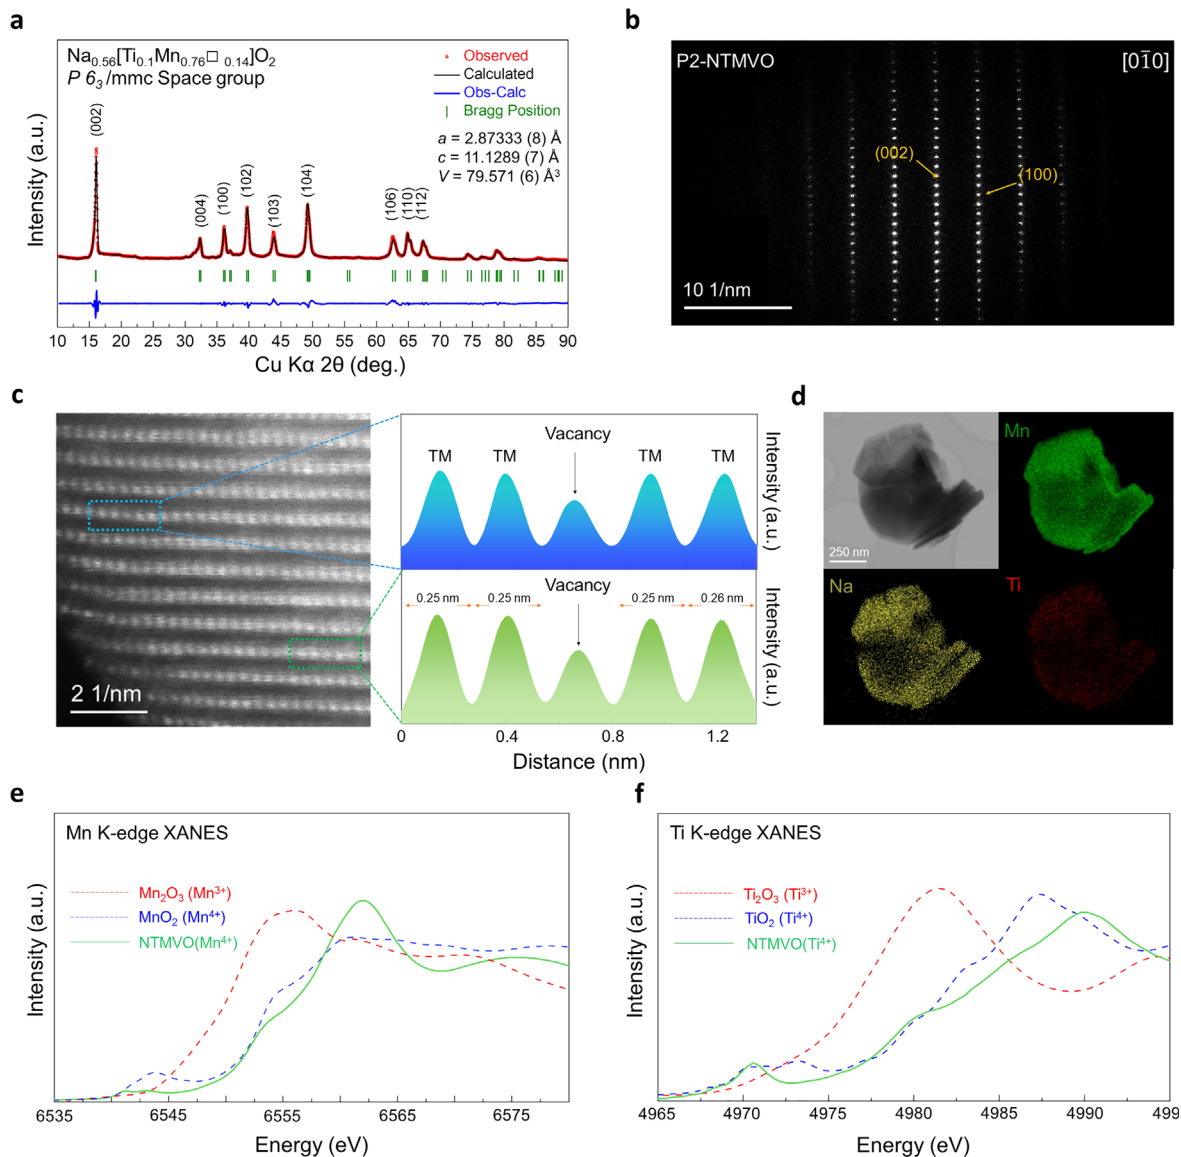 a
Na0.56[Ti0.1Mn0.76□ 0.14]O2
P 63 /mmc Space group
Observed
Calculated
Obs-Calc
Bragg Position
a = 2.87333 (8) Å
c = 11.1289 (7) Å
V = 79.571 (6) Å3
(002)
(004)
(100)
(102)
(103)
(104)
(106)
(110)
(112)
Intensity (a.u.)
10 15 20 25 30 35 40 45 50 55 60 65 70 75 80 85 90
Cu Kα 2θ (deg.)
b
P2-NTMVO
[01̄0]
(002)
(100)
10 1/nm
c
2 1/nm
Vacancy
TM TM TM TM
Intensity (a.u.)
Vacancy
0.25 nm 0.25 nm 0.25 nm 0.26 nm
Intensity (a.u.)
0 0.4 0.8 1.2
Distance (nm)
d
Mn
250 nm
Na
Ti
e
Mn K-edge XANES
Mn2O3 (Mn3+)
MnO2 (Mn4+)
NTMVO(Mn4+)
Intensity (a.u.)
6535 6545 6555 6565 6575
Energy (eV)
f
Ti K-edge XANES
Ti2O3 (Ti3+)
TiO2 (Ti4+)
NTMVO(Ti4+)
Intensity (a.u.)
4965 4970 4975 4980 4985 4990 499
Energy (eV)